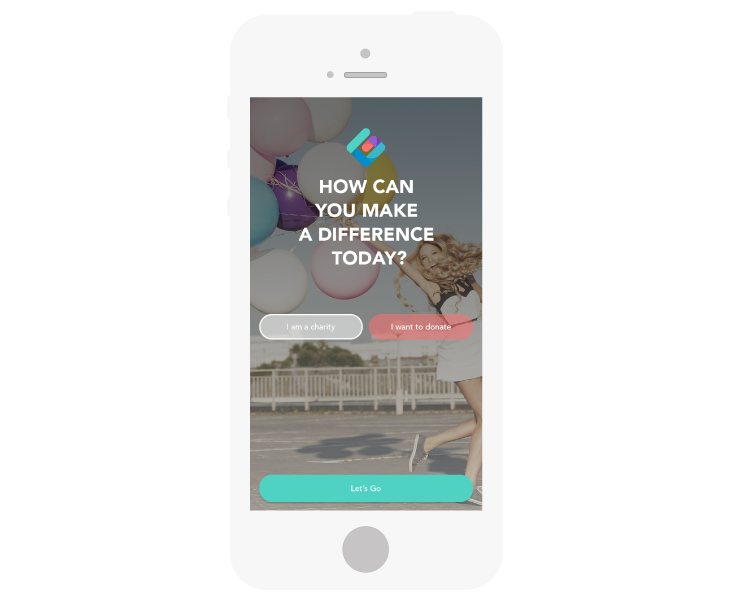 HOW CAN
YOU MAKE
A DIFFERENCE
TODAY?
I am a charity
I want to donate
Let's Go